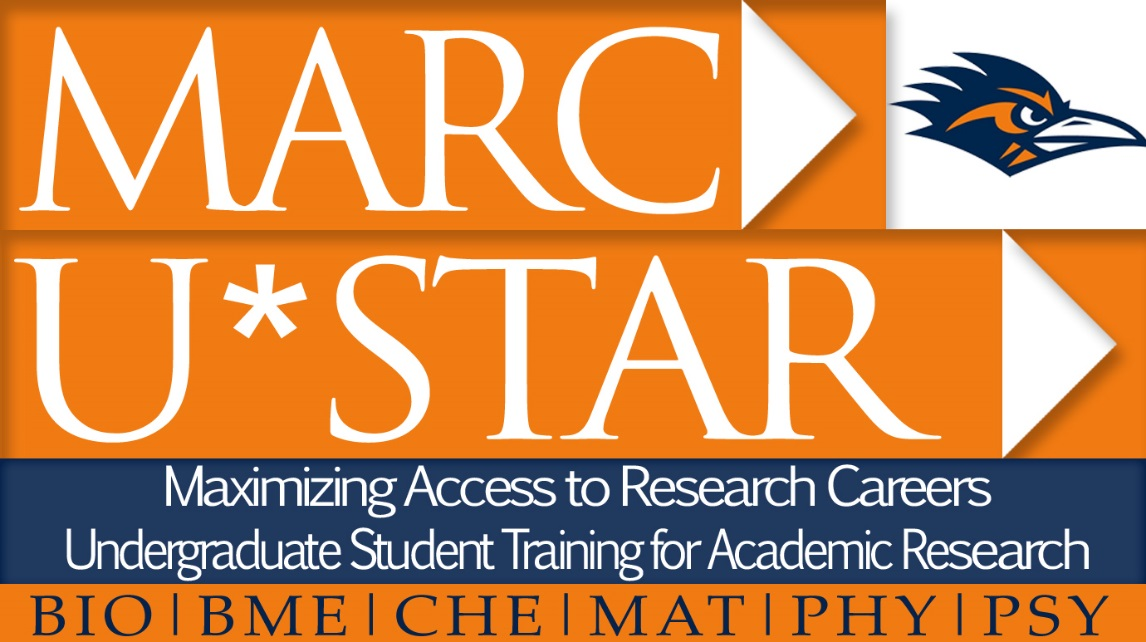 MARC
U*STAR
Maximizing Access to Research Careers
Undergraduate Student Training for Academic Research
BIO|BME|CHE|MAT|PHY|PSY